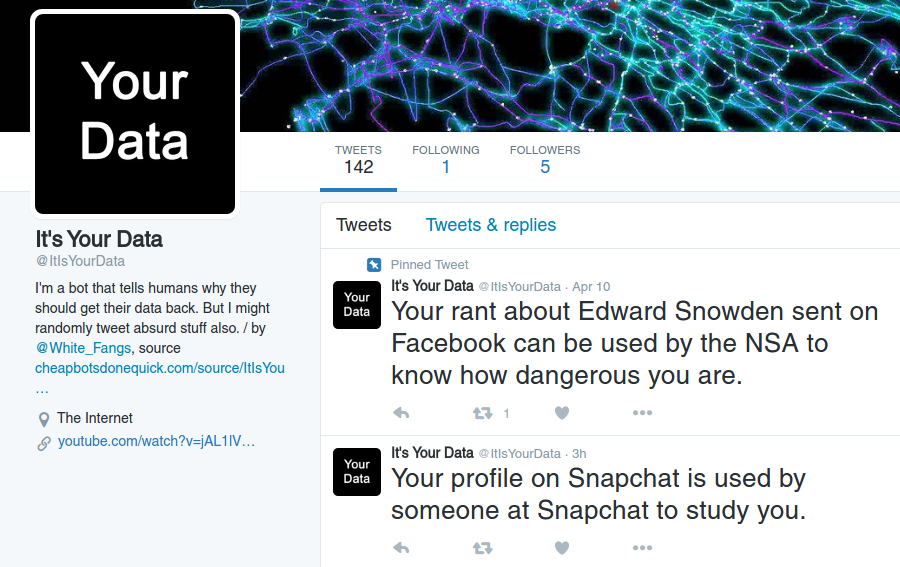 Your
Data
TWEETS
142
FOLLOWING
1
FOLLOWERS
5
It's Your Data
@ItIsYourData
I'm a bot that tells humans why they
should get their data back. But I might
randomly tweet absurd stuff also. / by
@White_Fangs, source
cheapbotsdonequick.com/source/ItIsYou
…
The Internet
youtube.com/watch?v=jAL1lV…
Tweets Tweets & replies
Pinned Tweet
Your
Data
It's Your Data @ItIsYourData · Apr 10
Your rant about Edward Snowden sent on
Facebook can be used by the NSA to
know how dangerous you are.
1
Your
Data
It's Your Data @ItIsYourData · 3h
Your profile on Snapchat is used by
someone at Snapchat to study you.